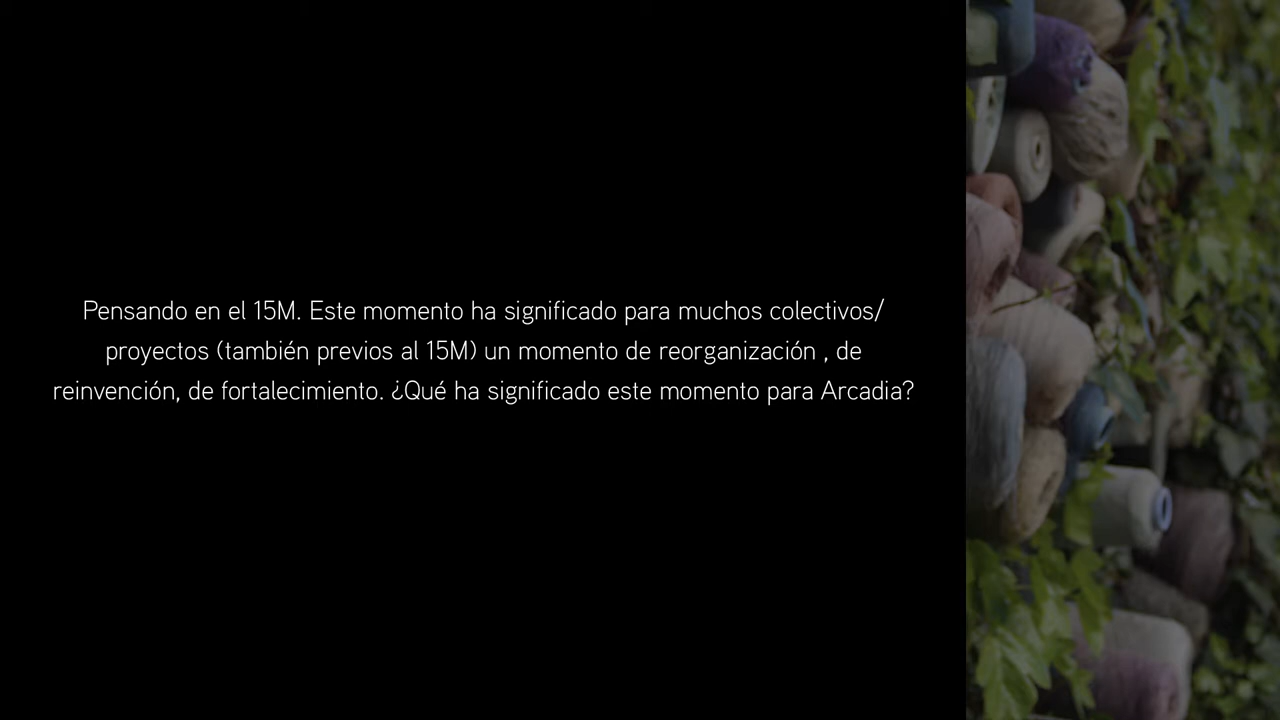 Pensando en el 15M. Este momento ha significado para muchos colectivos/
proyectos (también previos al 15M) un momento de reorganización , de
reinvención, de fortalecimiento. ¿Qué ha significado este momento para Arcadia?